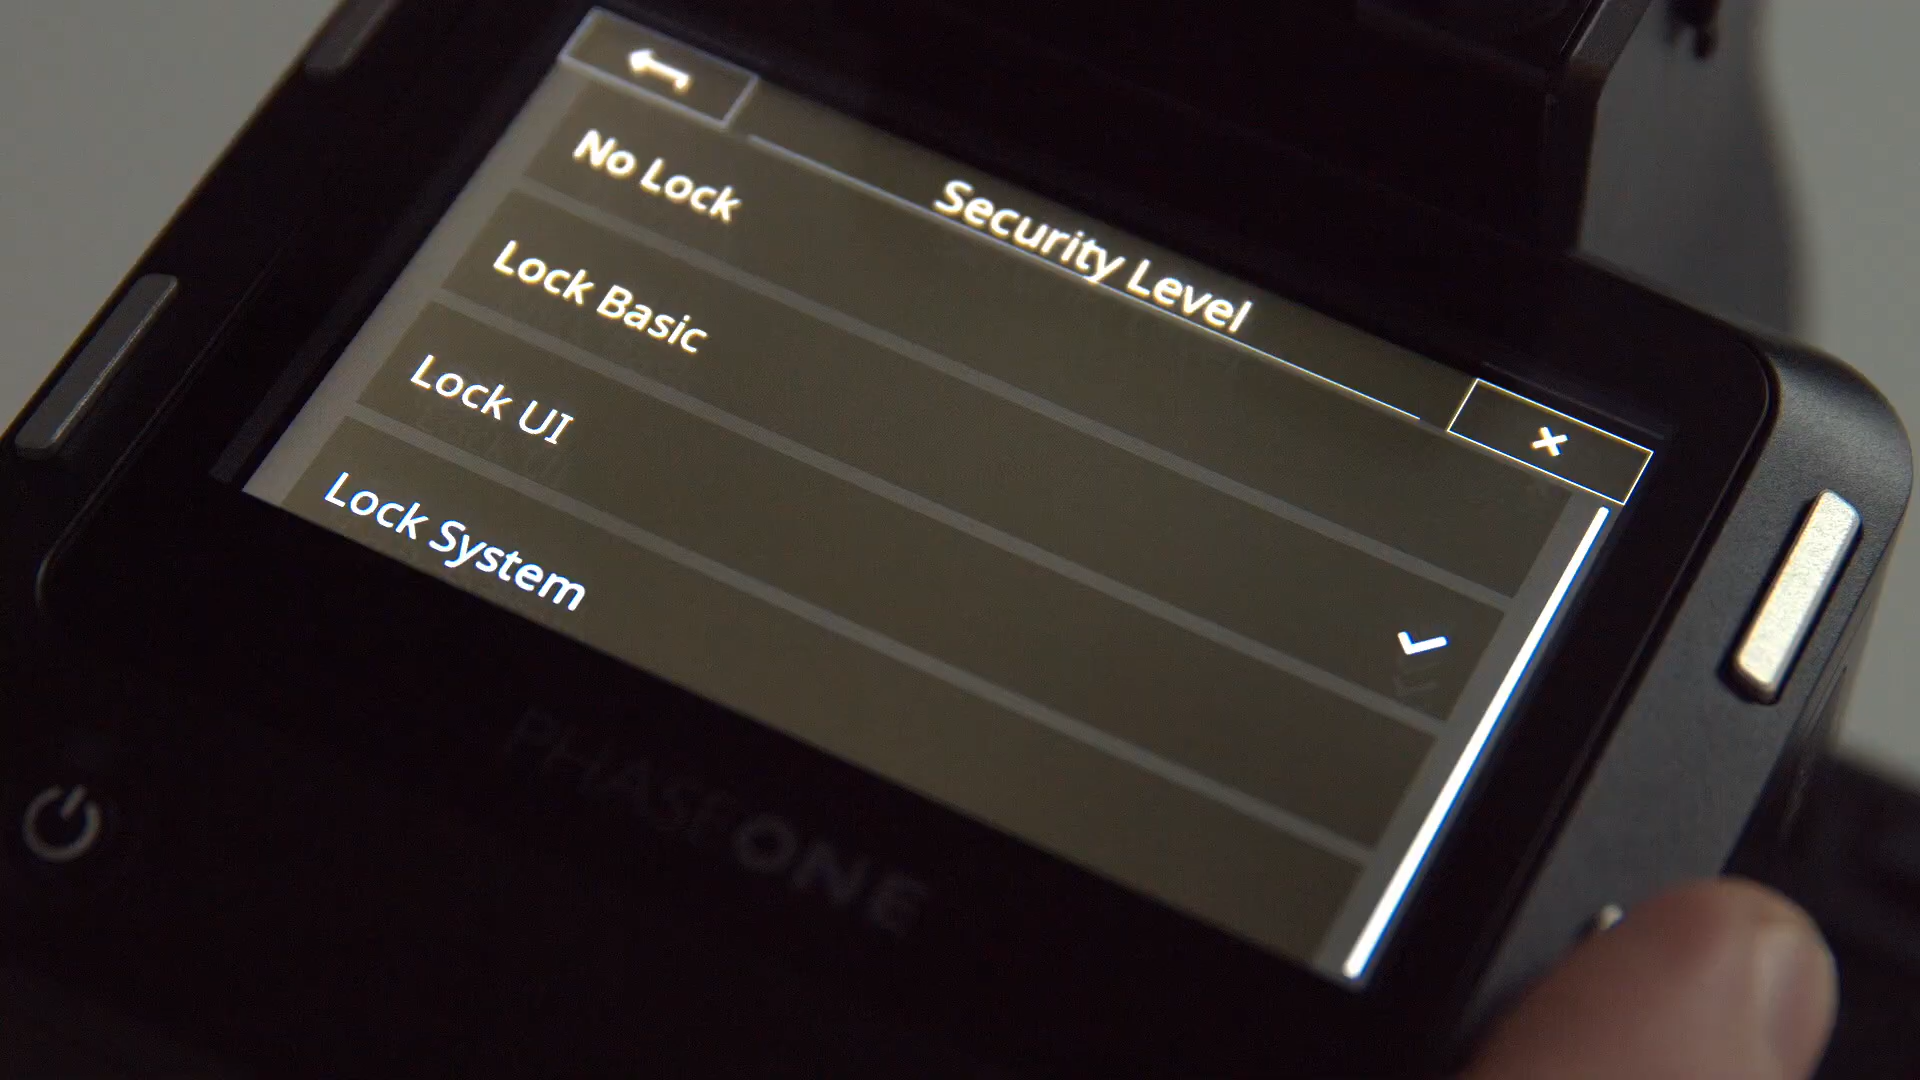 Security Level
No Lock
Lock Basic
Lock UI
Lock System
PHASEONE